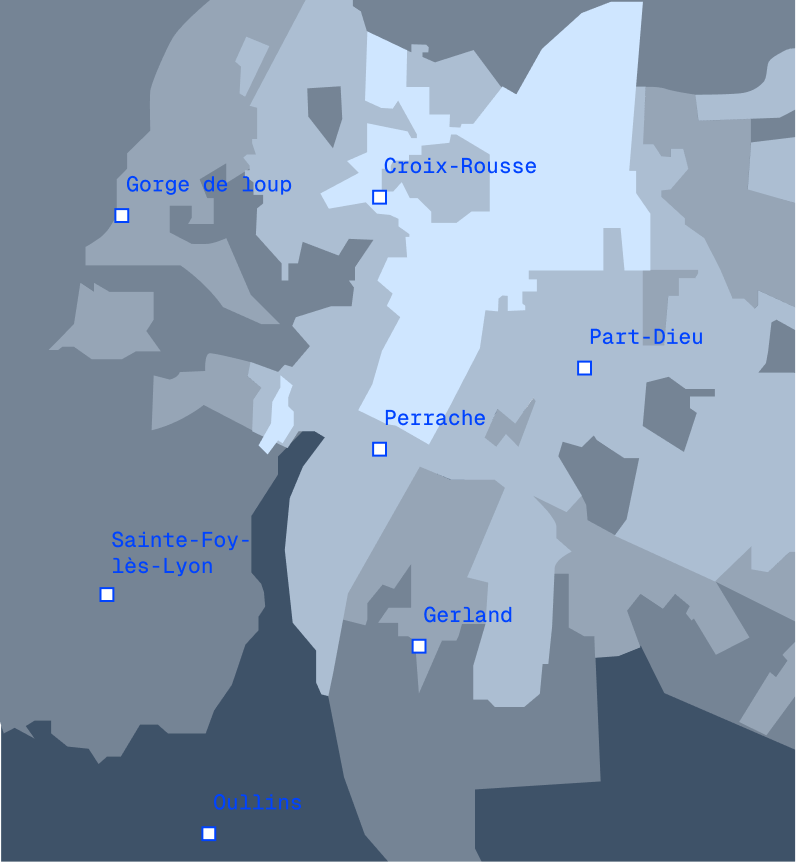 Croix-Rousse
Gorge de loup
Part-Dieu
Perrache
Sainte-Foy-
lès-Lyon
Gerland
Oullins